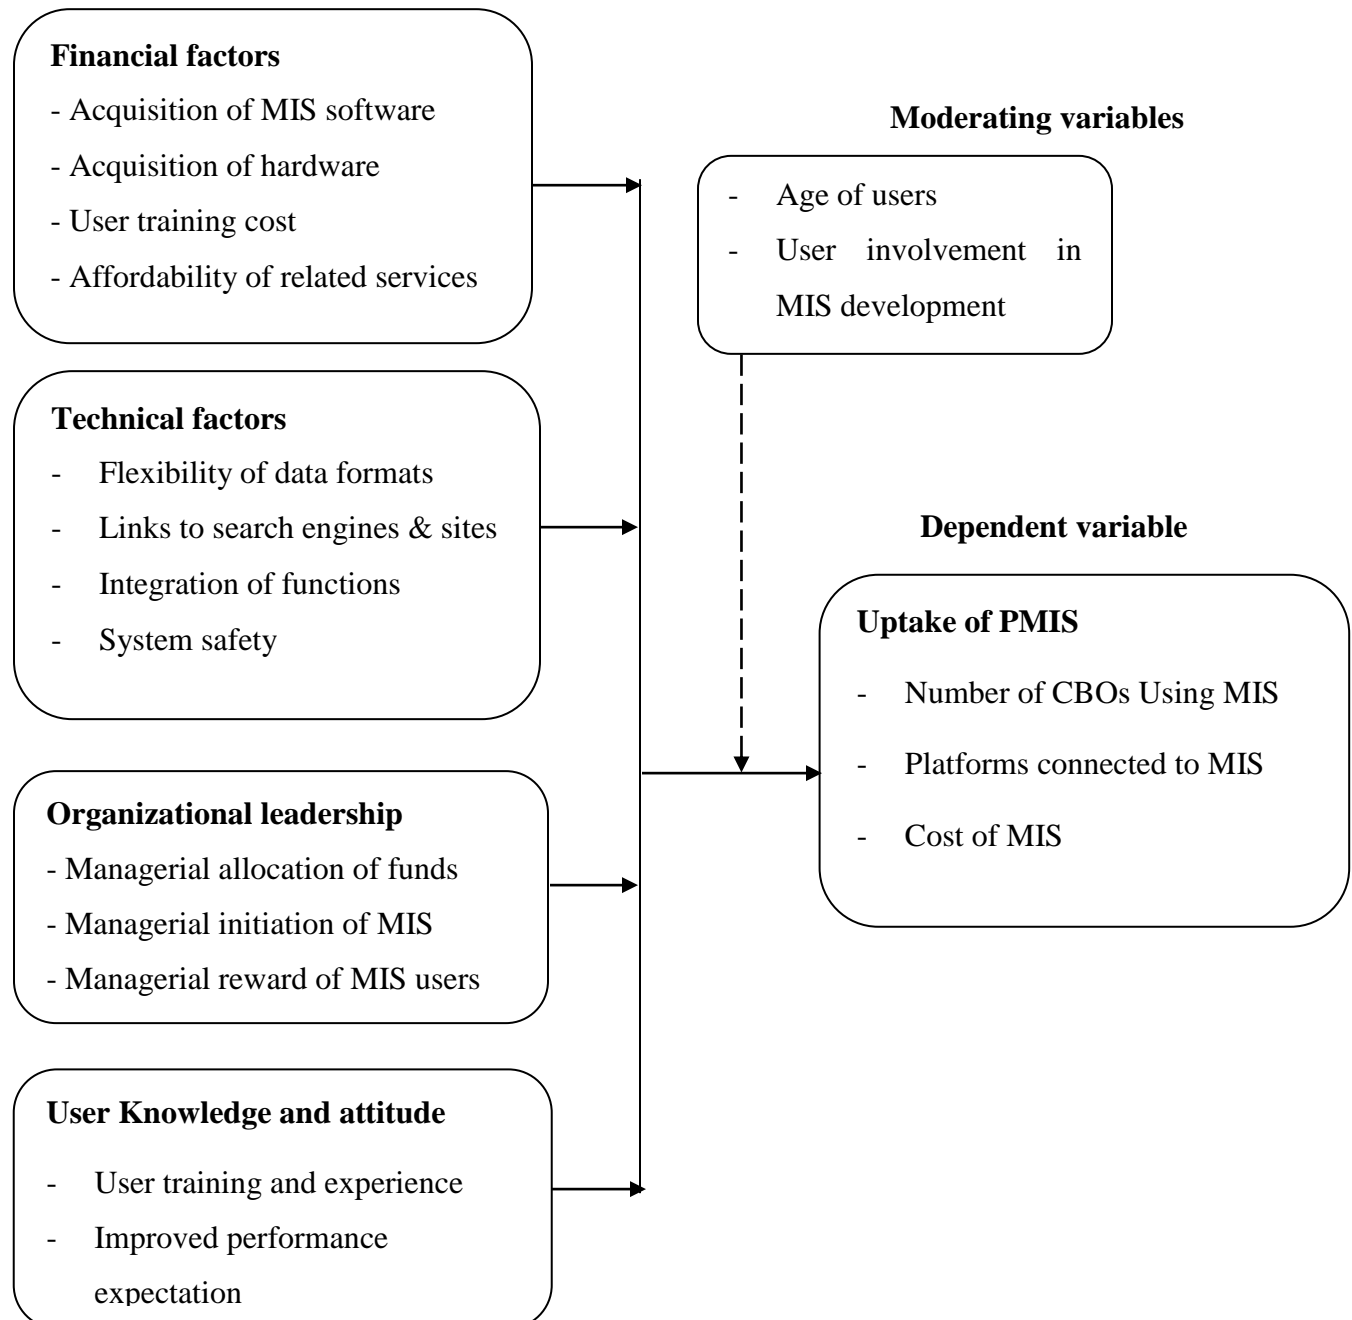 Financial factors
- Acquisition of MIS software
- Acquisition of hardware
- User training cost
- Affordability of related services
Moderating variables
- Age of users
- User involvement in
MIS development
Technical factors
- Flexibility of data formats
- Links to search engines & sites
- Integration of functions
- System safety
Dependent variable
Uptake of PMIS
- Number of CBOs Using MIS
- Platforms connected to MIS
- Cost of MIS
Organizational leadership
- Managerial allocation of funds
- Managerial initiation of MIS
- Managerial reward of MIS users
User Knowledge and attitude
- User training and experience
- Improved performance
expectation